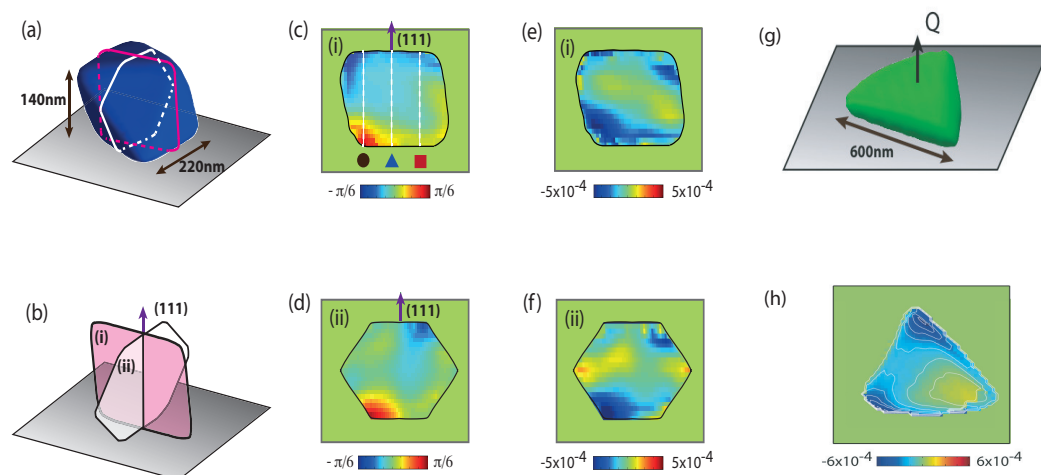 (a)
140nm
220nm
(c)
(i)
(111)
- π/6
π/6
(e)
(i)
-5x10-4
5x10-4
(g)
Q
600nm
(b)
(111)
(i)
(ii)
(d)
(ii)
(111)
- π/6
π/6
(f)
(ii)
-5x10-4
5x10-4
(h)
-6x10-4
6x10-4